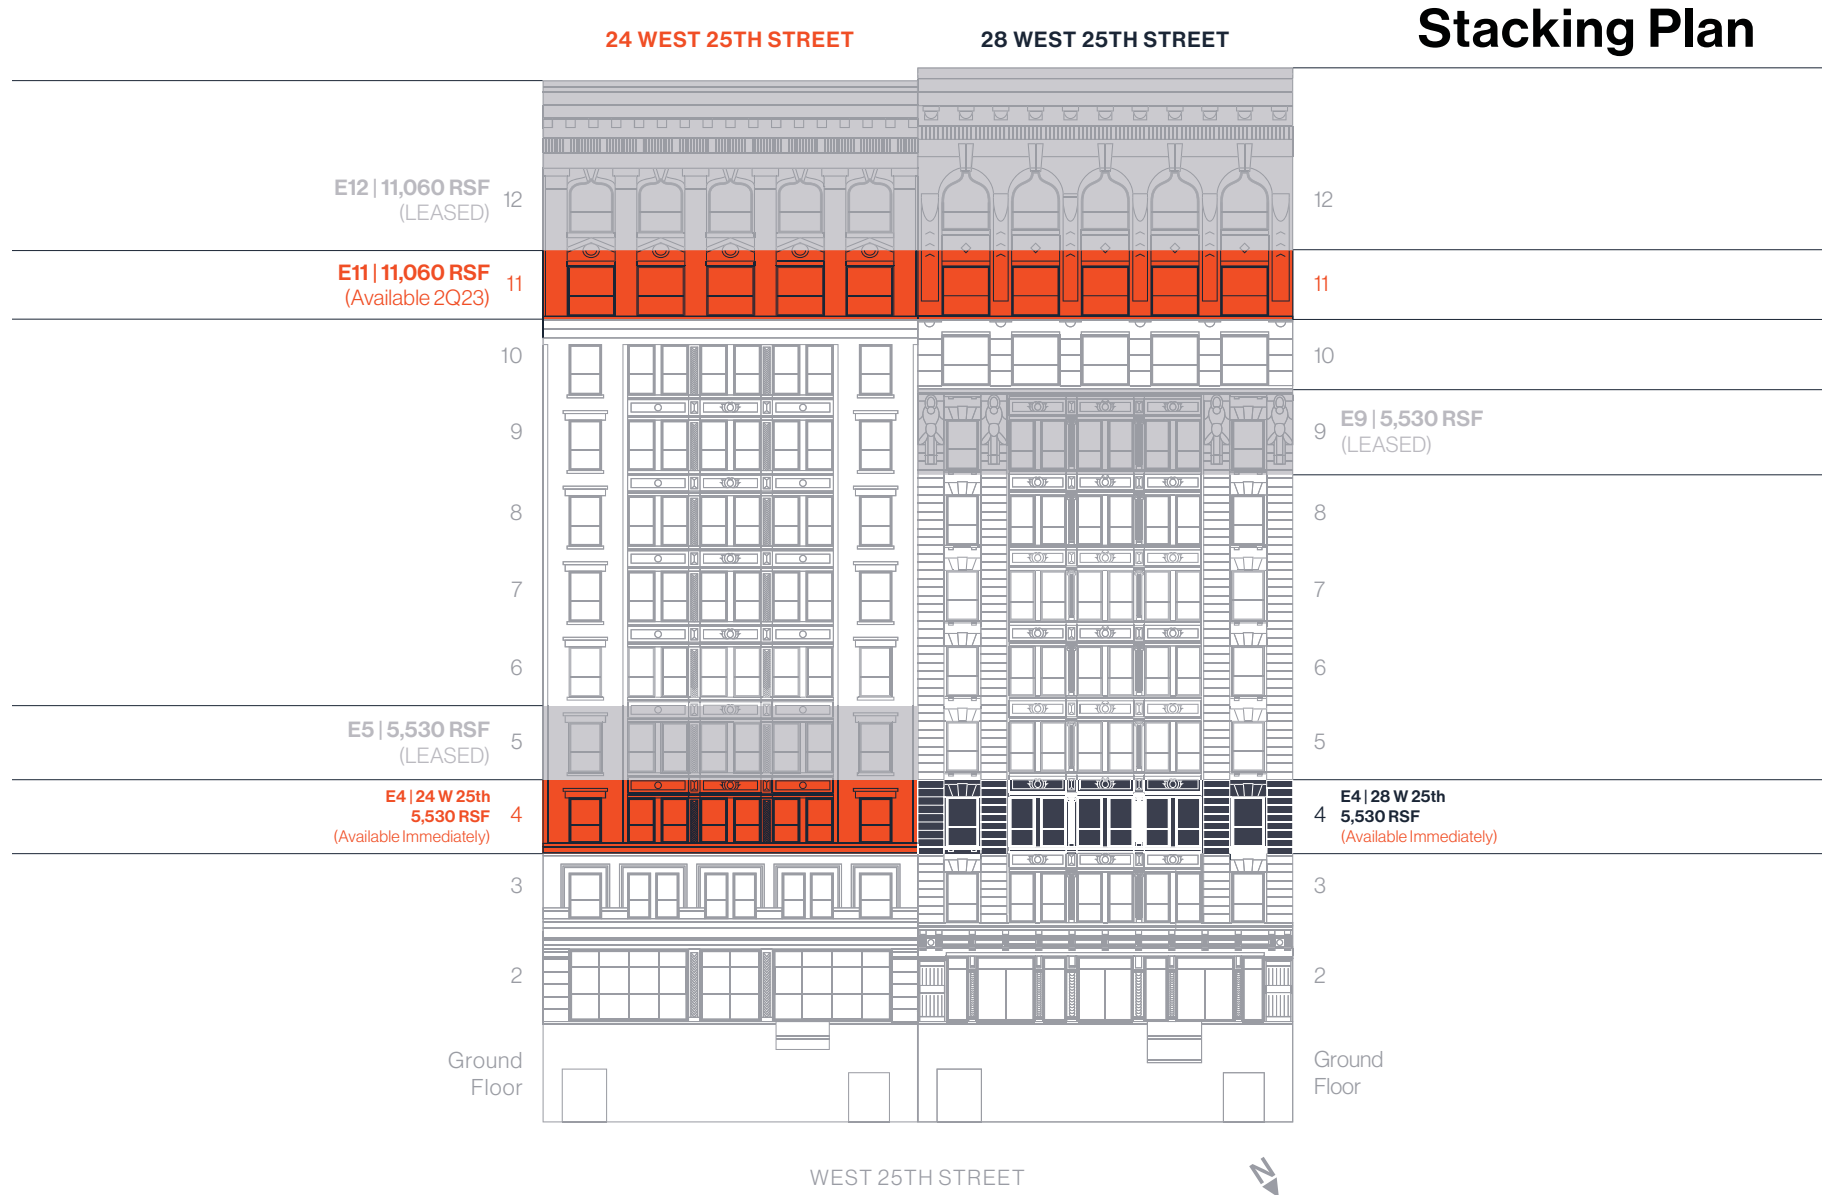 Stacking Plan
24 WEST 25TH STREET
28 WEST 25TH STREET
E12 | 11,060 RSF
(LEASED)
12
12
E11 | 11,060 RSF
(Available 2Q23)
11
11
10
10
9
9
E9 | 5,530 RSF
(LEASED)
8
8
7
7
6
6
E5 | 5,530 RSF
(LEASED)
5
5
E4 | 24 W 25th
5,530 RSF
(Available Immediately)
4
4
E4 | 28 W 25th
5,530 RSF
(Available Immediately)
3
3
2
2
Ground
Floor
Ground
Floor
WEST 25TH STREET
N